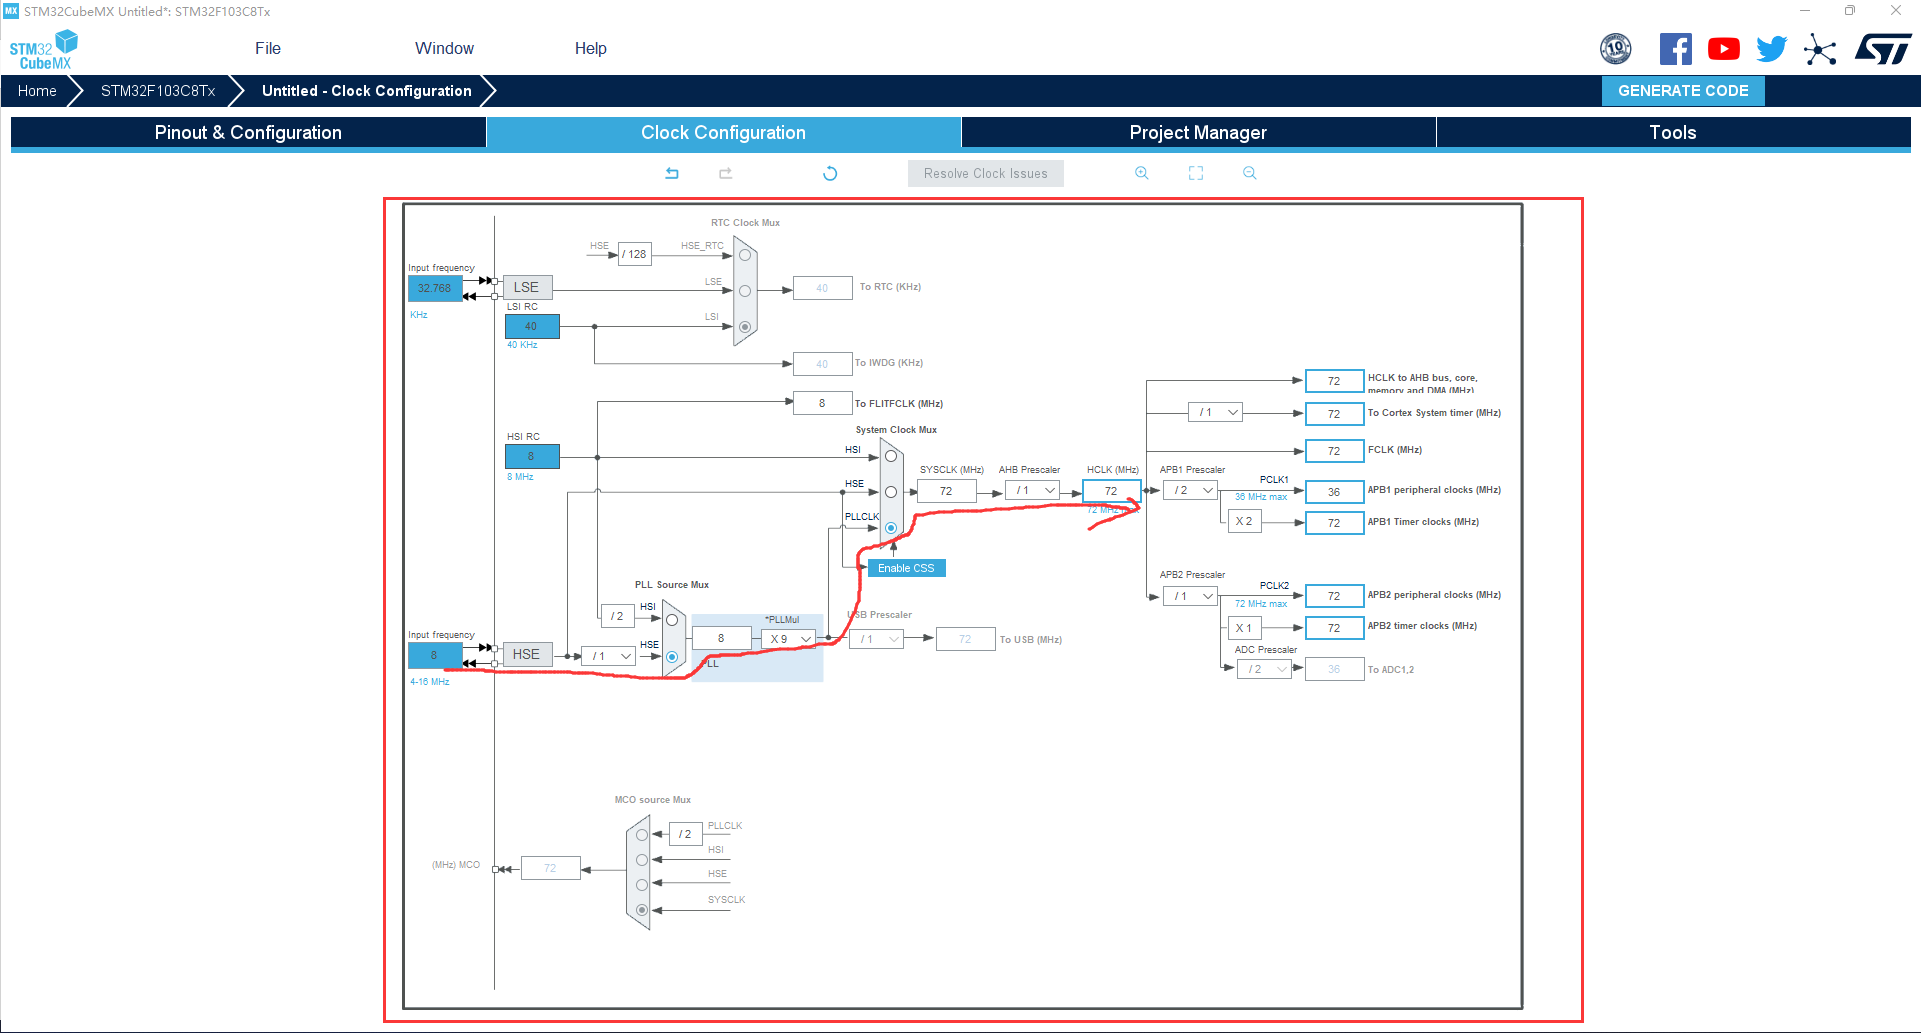 MX STM32CubeMX Untitled*: STM32F103C8Tx
STM32
CubeMX
File Window Help
10
ST
Home STM32F103C8Tx Untitled - Clock Configuration GENERATE CODE
Pinout & Configuration Clock Configuration Project Manager Tools
Resolve Clock Issues
RTC Clock Mux
HSE / 128 HSE_RTC
Input frequency
32.768 LSE LSE 40 To RTC (KHz)
KHz
LSI RC
40 LSI
40 KHz
40 To IWDG (KHz)
8 To FLITFCLK (MHz)
72 HCLK to AHB bus, core,
memory and DMA (MHz)
/ 1 72 To Cortex System timer (MHz)
System Clock Mux
HSI RC HSI 72 FCLK (MHz)
8
8 MHz
SYSCLK (MHz) AHB Prescaler HCLK (MHz) APB1 Prescaler
HSE 72 / 1 72 / 2 PCLK1 36 APB1 peripheral clocks (MHz)
36 MHz max
72 MHz max
PLLCLK X 2 72 APB1 Timer clocks (MHz)
Enable CSS
PLL Source Mux APB2 Prescaler
PCLK2
/ 1 72 APB2 peripheral clocks (MHz)
72 MHz max
/ 2 HSI
*PLLMul USB Prescaler
X 1 72 APB2 timer clocks (MHz)
Input frequency
8 HSE / 1 HSE 8 X 9 / 1 72 To USB (MHz)
PLL
4-16 MHz
ADC Prescaler
/ 2 36 To ADC1,2
MCO source Mux
/ 2 PLLCLK
HSI
(MHz) MCO 72
HSE
SYSCLK